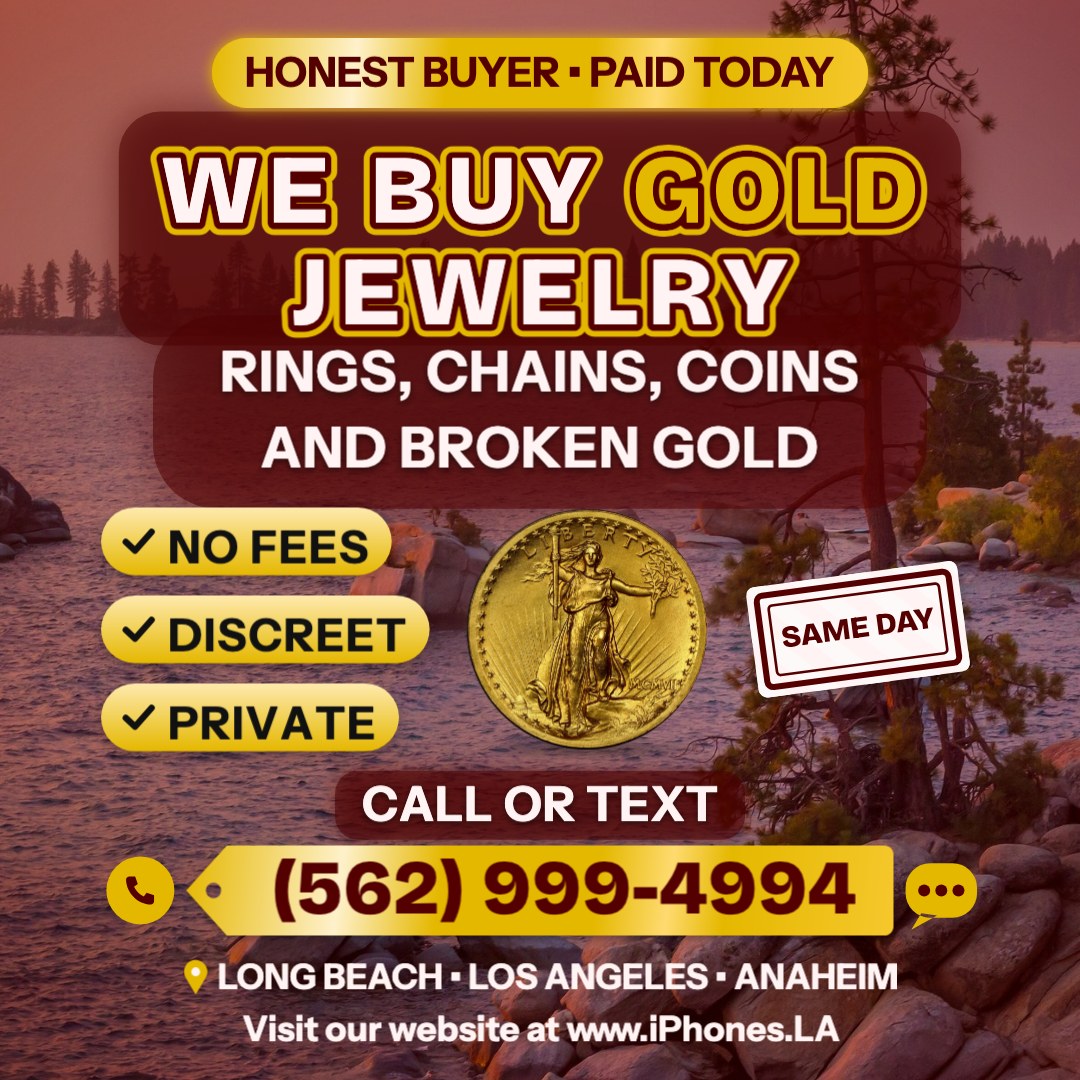 HONEST BUYER ▪ PAID TODAY
WE BUY GOLD
JEWELRY
RINGS, CHAINS, COINS
AND BROKEN GOLD
✓ NO FEES
✓ DISCREET
✓ PRIVATE
LIBERTY
SAME DAY
CALL OR TEXT
(562) 999-4994
LONG BEACH ▪ LOS ANGELES ▪ ANAHEIM
Visit our website at www.iPhones.LA